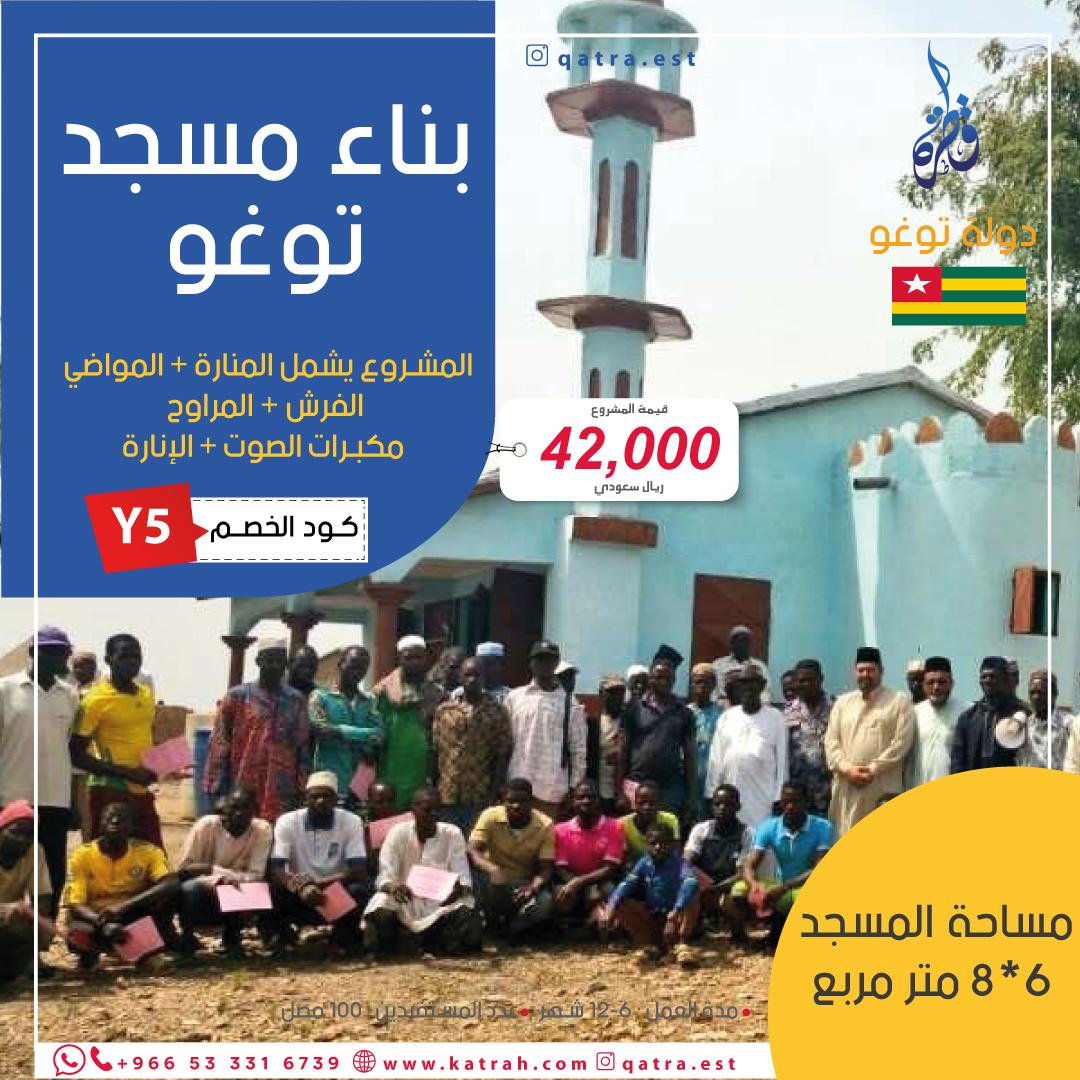 qatra.est
قطرة
بناء مسجد
توغو
دولة توغو
المشروع يشمل المنارة + المواضي
الفرش + المراوح
مكبرات الصوت + الإنارة
قيمة المشروع
42,000
ريال سعودي
كود الخصم
Y5
مساحة المسجد
6*8 متر مربع
• مدة العمل : 6-12 شهر • عدد المستفيدين : 100 مصل
+966 53 331 6739 www.katrah.com qatra.est